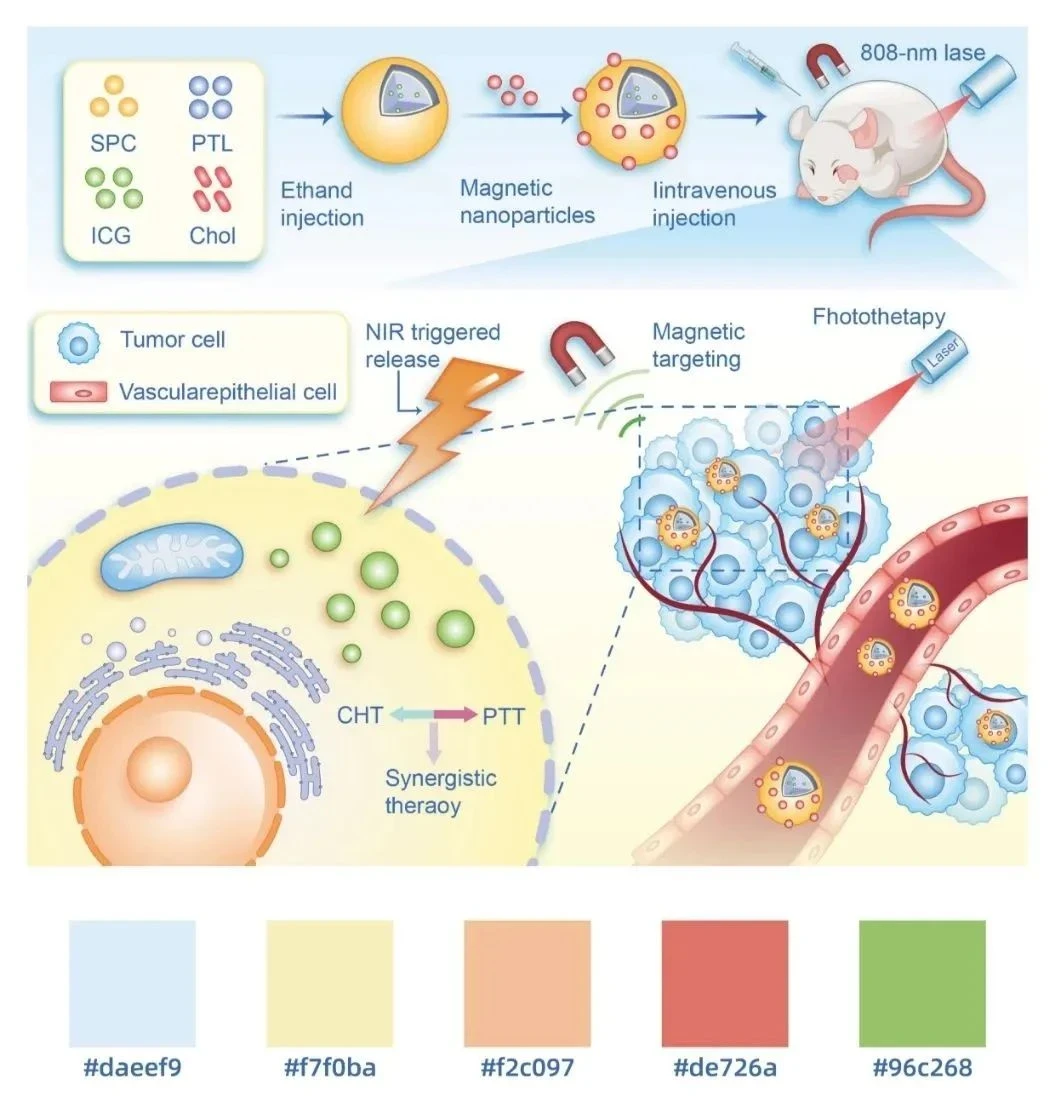 808-nm lase
SPC
PTL
ICG
Chol
Ethand
injection
Magnetic
nanoparticles
Iintravenous
injection
Tumor cell
Vascularepithelial cell
NIR triggered
release
Magnetic
targeting
Fhotothetapy
Laser
CHT
PTT
Synergistic
theraoy
#daeef9
#f7f0ba
#f2c097
#de726a
#96c268